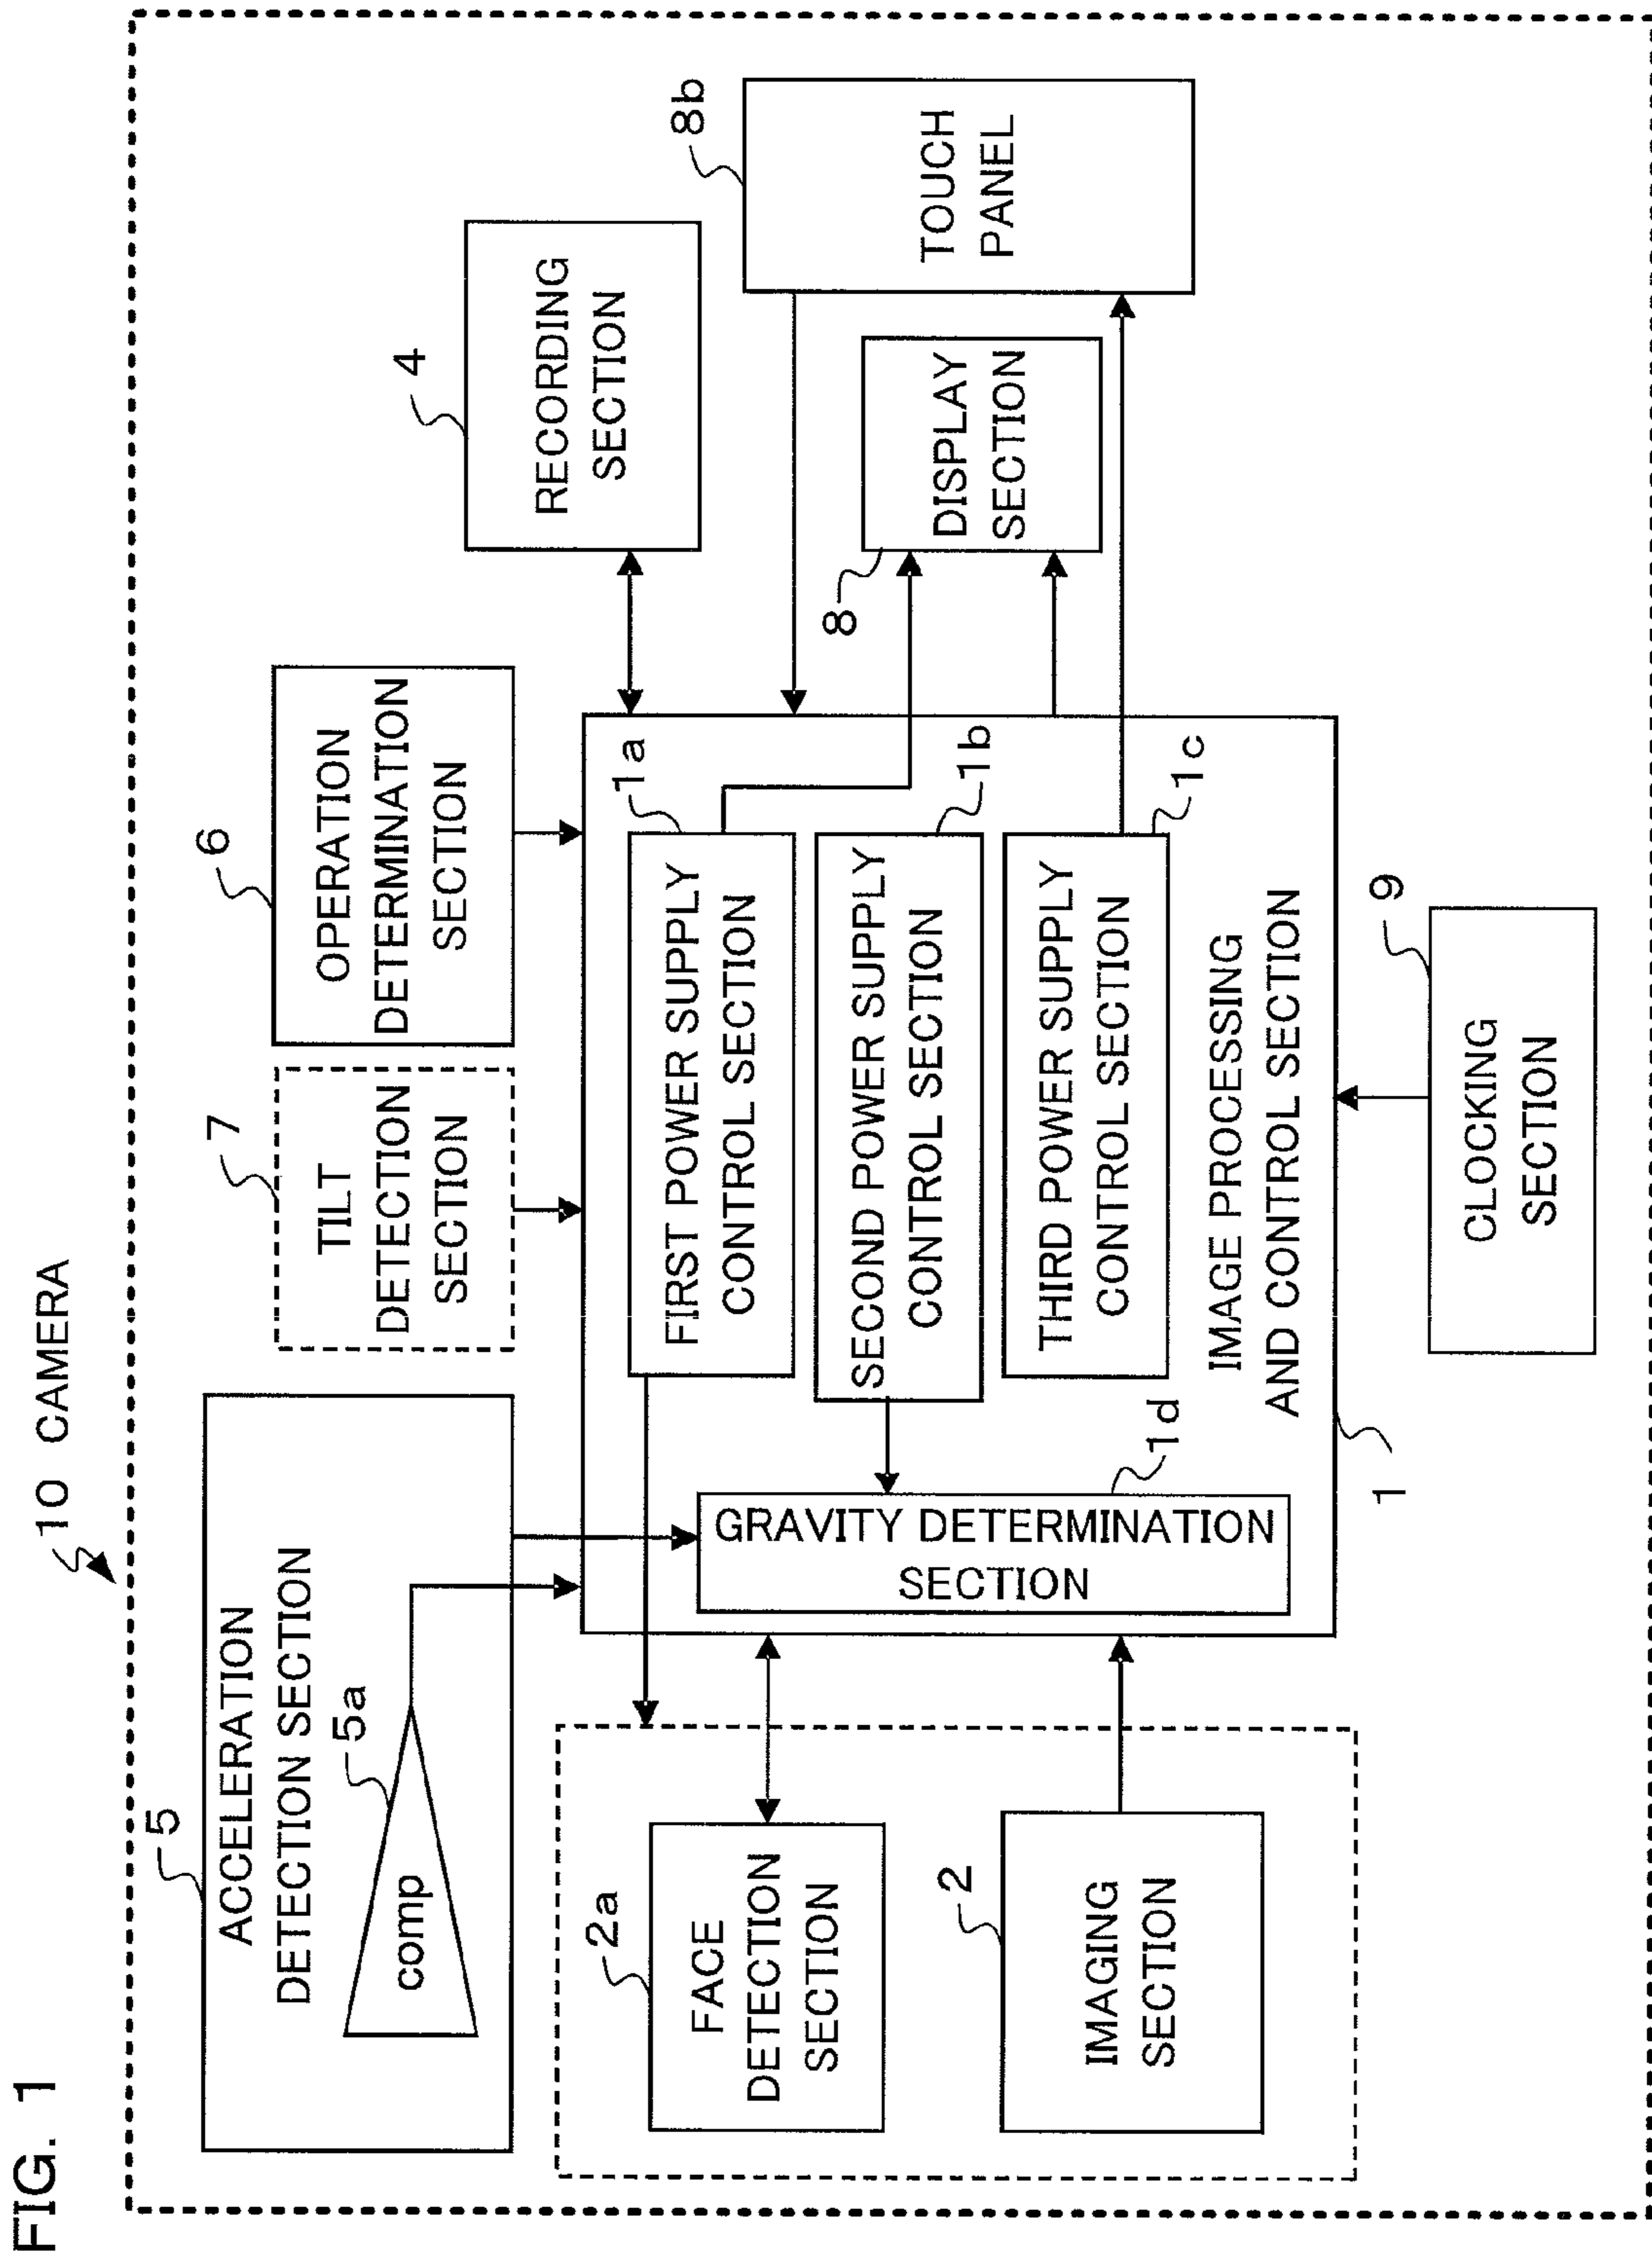 FIG. 1
10 CAMERA
5
ACCELERATION
DETECTION SECTION
5a
comp
7
TILT
DETECTION
SECTION
6
OPERATION
DETERMINATION
SECTION
4
RECORDING
SECTION
8b
TOUCH
PANEL
8
DISPLAY
SECTION
1a
FIRST POWER SUPPLY
CONTROL SECTION
1b
SECOND POWER SUPPLY
CONTROL SECTION
1c
THIRD POWER SUPPLY
CONTROL SECTION
1d
GRAVITY DETERMINATION
SECTION
IMAGE PROCESSING
AND CONTROL SECTION
1
2a
FACE
DETECTION
SECTION
2
IMAGING
SECTION
9
CLOCKING
SECTION